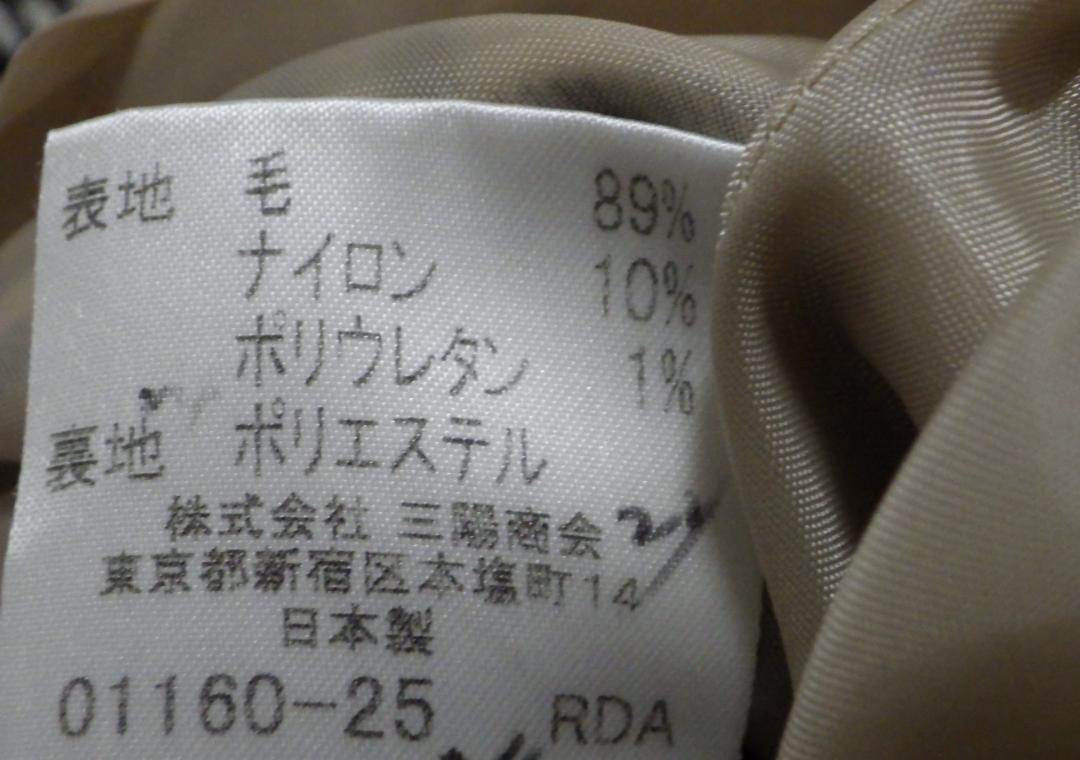 表地 毛 89%
ナイロン 10%
ポリウレタン 1%
裏地 ポリエステル
株式会社 三陽商会
東京都新宿区本塩町14
日本製
01160-25 RDA